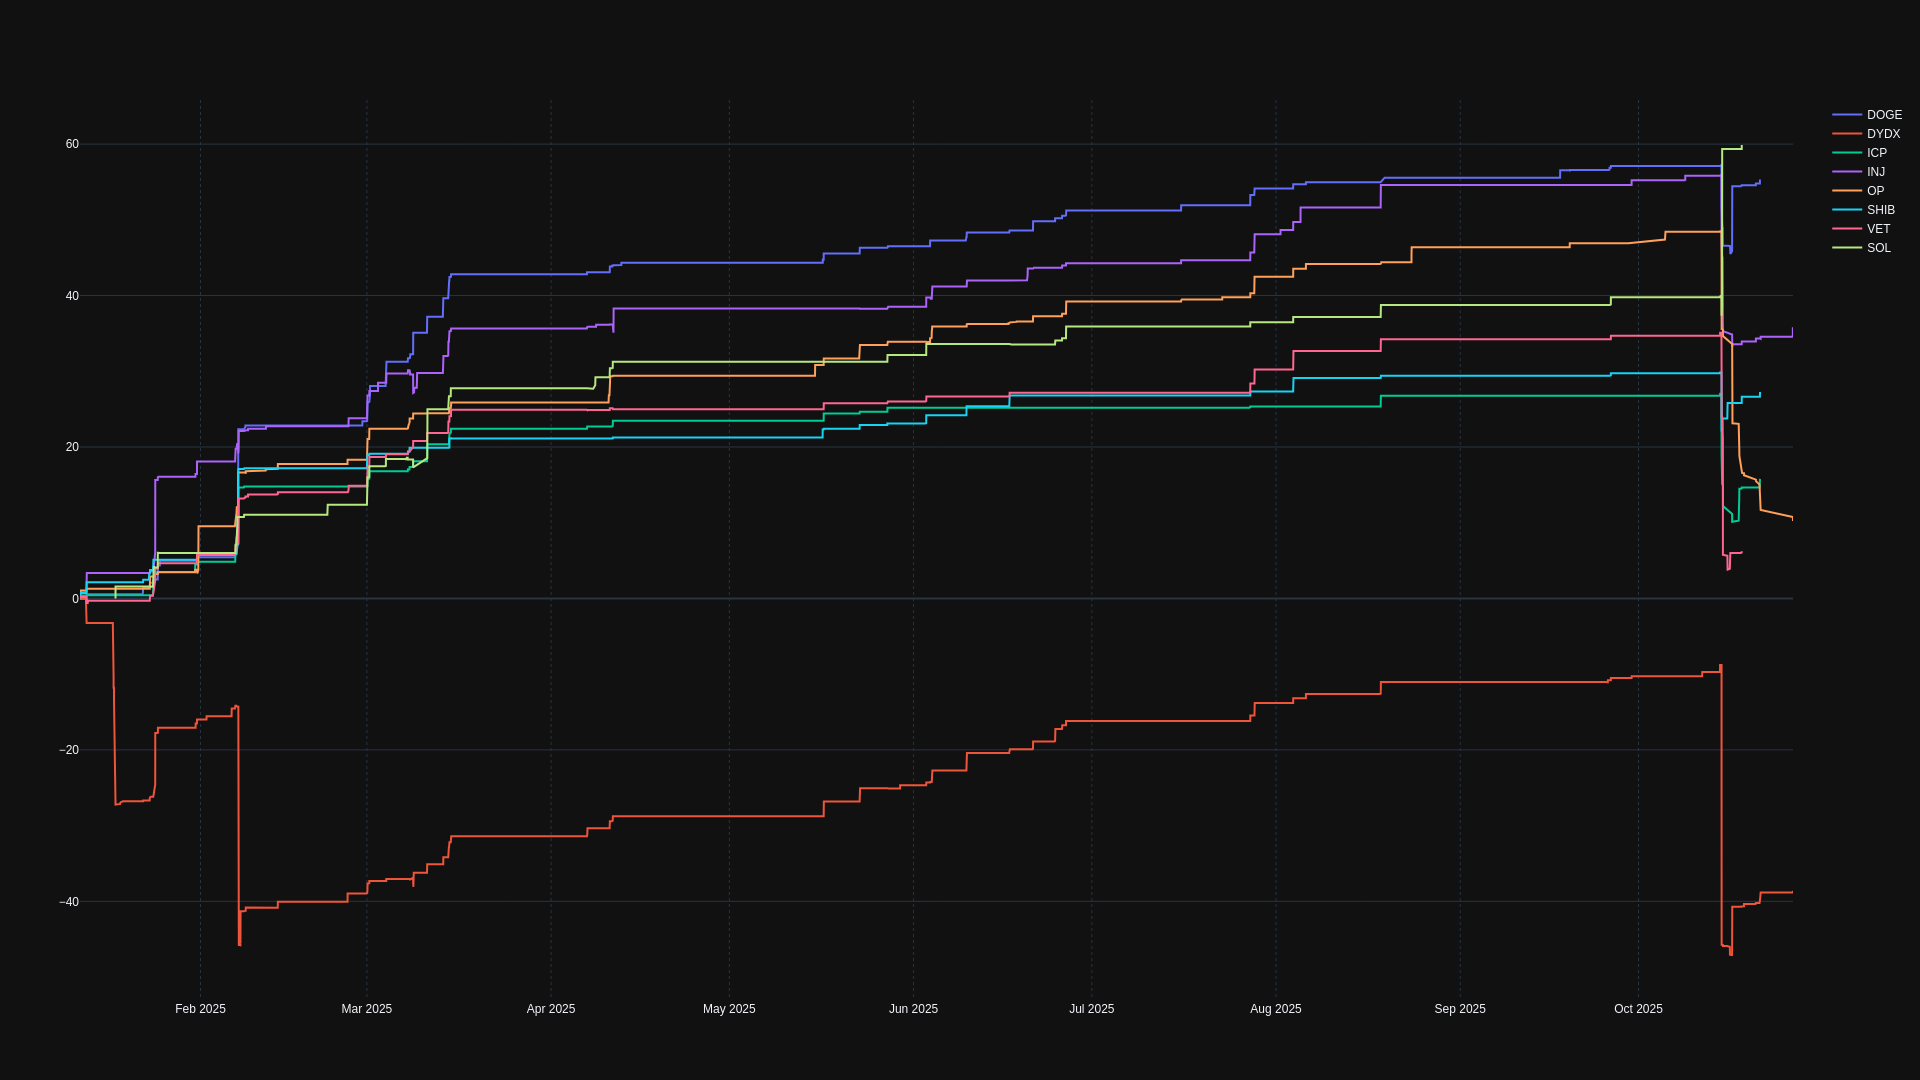 60
40
20
0
−20
−40
Feb 2025
Mar 2025
Apr 2025
May 2025
Jun 2025
Jul 2025
Aug 2025
Sep 2025
Oct 2025
DOGE
DYDX
ICP
INJ
OP
SHIB
VET
SOL